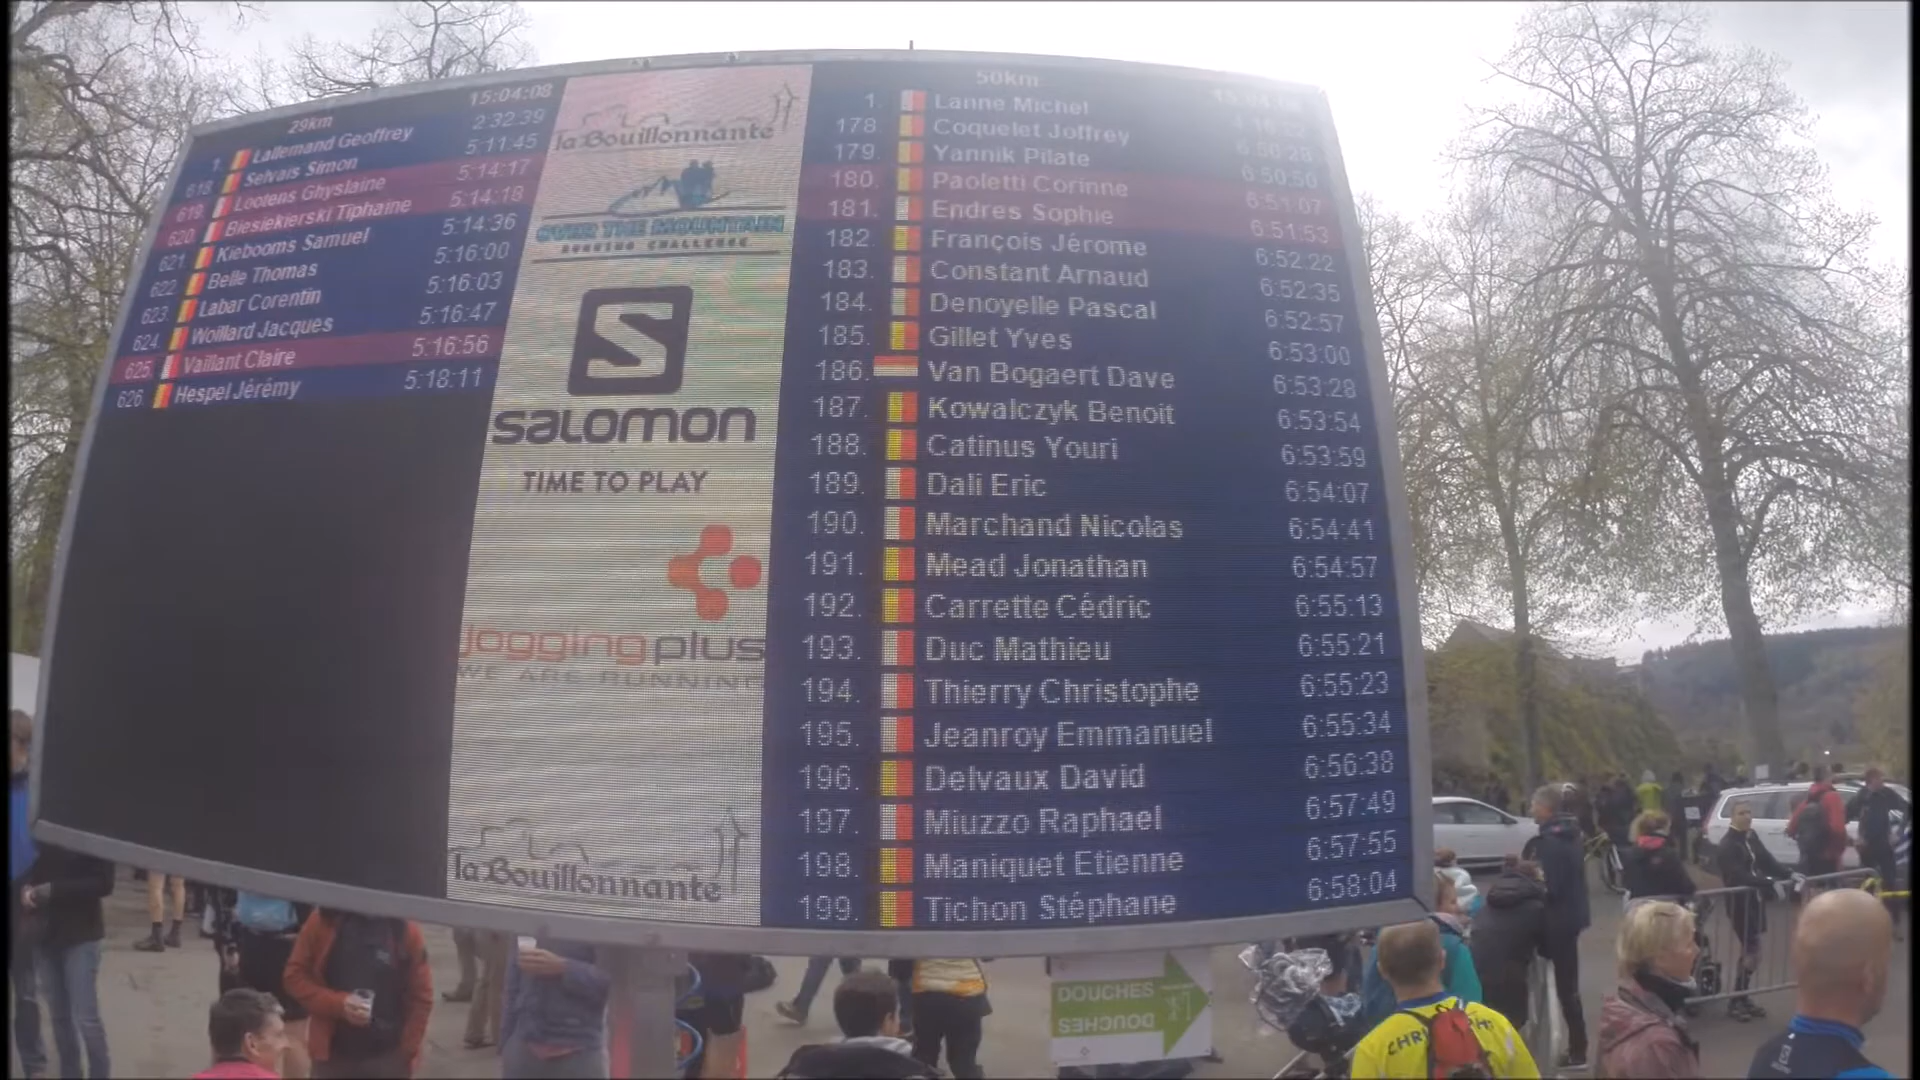 29km 15:04:08
1. Lallemand Geoffrey 2:32:39
618. Selvais Simon 5:11:45
619. Lootens Ghyslaine 5:14:17
620. Biesiekierski Tiphaine 5:14:18
621. Kiebooms Samuel 5:14:36
622. Belle Thomas 5:16:00
623. Labar Corentin 5:16:03
624. Woillard Jacques 5:16:47
625. Vaillant Claire 5:16:56
626. Hespel Jérémy 5:18:11
la Bouillonnante
OVER THE MOUNTAIN
RUNNING CHALLENGE
S
SALOMON
TIME TO PLAY
joggingplus
WE ARE RUNNING
la Bouillonnante
50km
1. Lanne Michel
178. Coquelet Joffrey 6:50:29
179. Yannik Pilate 6:50:50
180. Paoletti Corinne 6:51:07
181. Endres Sophie 6:51:53
182. François Jérome 6:52:22
183. Constant Arnaud 6:52:35
184. Denoyelle Pascal 6:52:57
185. Gillet Yves 6:53:00
186. Van Bogaert Dave 6:53:28
187. Kowalczyk Benoit 6:53:54
188. Catinus Youri 6:53:59
189. Dali Eric 6:54:07
190. Marchand Nicolas 6:54:41
191. Mead Jonathan 6:54:57
192. Carrette Cédric 6:55:13
193. Duc Mathieu 6:55:21
194. Thierry Christophe 6:55:23
195. Jeanroy Emmanuel 6:55:34
196. Delvaux David 6:56:38
197. Miuzzo Raphael 6:57:49
198. Maniquet Etienne 6:57:55
199. Tichon Stéphane 6:58:04
DOUCHES
DOUCHES